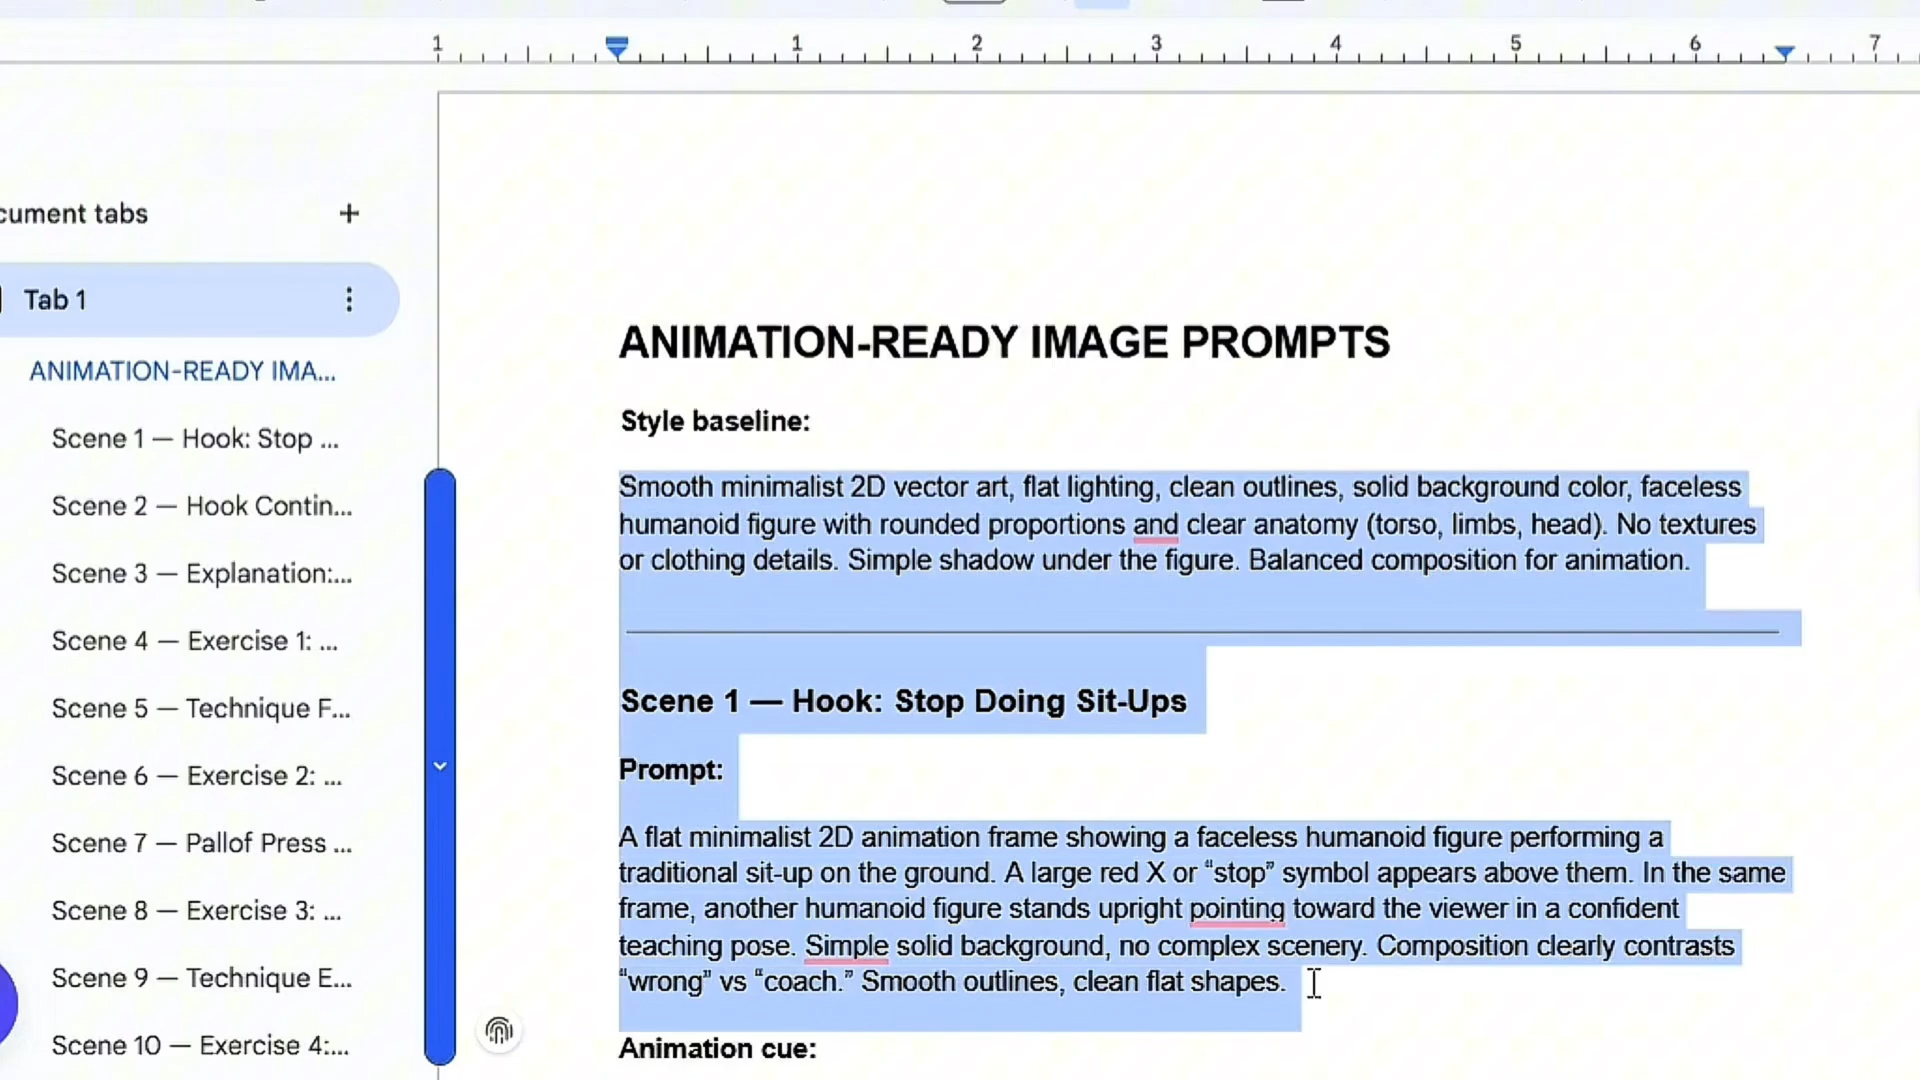 1 1 2 3 4 5 6 7
cument tabs
Tab 1
ANIMATION-READY IMA...
Scene 1 — Hook: Stop ...
Scene 2 — Hook Contin...
Scene 3 — Explanation:...
Scene 4 — Exercise 1: ...
Scene 5 — Technique F...
Scene 6 — Exercise 2: ...
Scene 7 — Pallof Press ...
Scene 8 — Exercise 3: ...
Scene 9 — Technique E...
Scene 10 — Exercise 4:...
ANIMATION-READY IMAGE PROMPTS
Style baseline:
Smooth minimalist 2D vector art, flat lighting, clean outlines, solid background color, faceless
humanoid figure with rounded proportions and clear anatomy (torso, limbs, head). No textures
or clothing details. Simple shadow under the figure. Balanced composition for animation.
Scene 1 — Hook: Stop Doing Sit-Ups
Prompt:
A flat minimalist 2D animation frame showing a faceless humanoid figure performing a
traditional sit-up on the ground. A large red X or “stop” symbol appears above them. In the same
frame, another humanoid figure stands upright pointing toward the viewer in a confident
teaching pose. Simple solid background, no complex scenery. Composition clearly contrasts
“wrong” vs “coach.” Smooth outlines, clean flat shapes.
Animation cue: